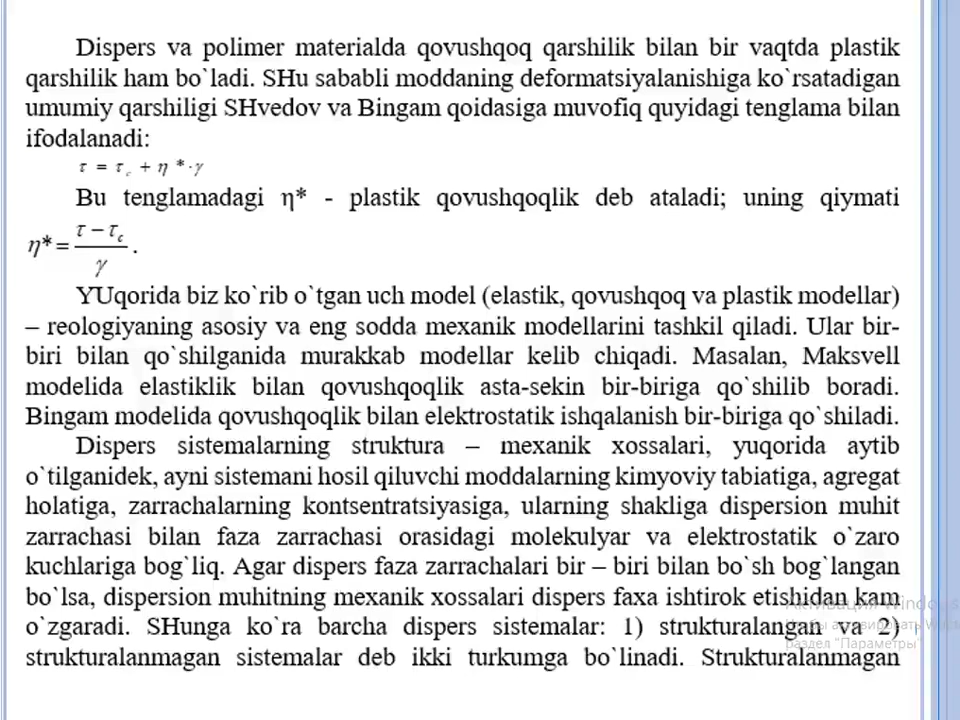 Dispers va polimer materialda qovushqoq qarshilik bilan bir vaqtda plastik
qarshilik ham bo`ladi. SHu sababli moddaning deformatsiyalanishiga ko`rsatadigan
umumiy qarshiligi SHvedov va Bingam qoidasiga muvofiq quyidagi tenglama bilan
ifodalanadi:
τ = τc + η *·γ
Bu tenglamadagi η* - plastik qovushqoqlik deb ataladi; uning qiymati
η* = (τ − τc) / γ .
YUqorida biz ko`rib o`tgan uch model (elastik, qovushqoq va plastik modellar)
– reologiyaning asosiy va eng sodda mexanik modellarini tashkil qiladi. Ular bir-
biri bilan qo`shilganida murakkab modellar kelib chiqadi. Masalan, Maksvell
modelida elastiklik bilan qovushqoqlik asta-sekin bir-biriga qo`shilib boradi.
Bingam modelida qovushqoqlik bilan elektrostatik ishqalanish bir-biriga qo`shiladi.
Dispers sistemalarning struktura – mexanik xossalari, yuqorida aytib
o`tilganidek, ayni sistemani hosil qiluvchi moddalarning kimyoviy tabiatiga, agregat
holatiga, zarrachalarning kontsentratsiyasiga, ularning shakliga dispersion muhit
zarrachasi bilan faza zarrachasi orasidagi molekulyar va elektrostatik o`zaro
kuchlariga bog`liq. Agar dispers faza zarrachalari bir – biri bilan bo`sh bog`langan
bo`lsa, dispersion muhitning mexanik xossalari dispers faxa ishtirok etishidan kam
o`zgaradi. SHunga ko`ra barcha dispers sistemalar: 1) strukturalangan va 2)
strukturalanmagan sistemalar deb ikki turkumga bo`linadi. Strukturalanmagan
Активация Windows
Чтобы активировать
раздел "Параметры"